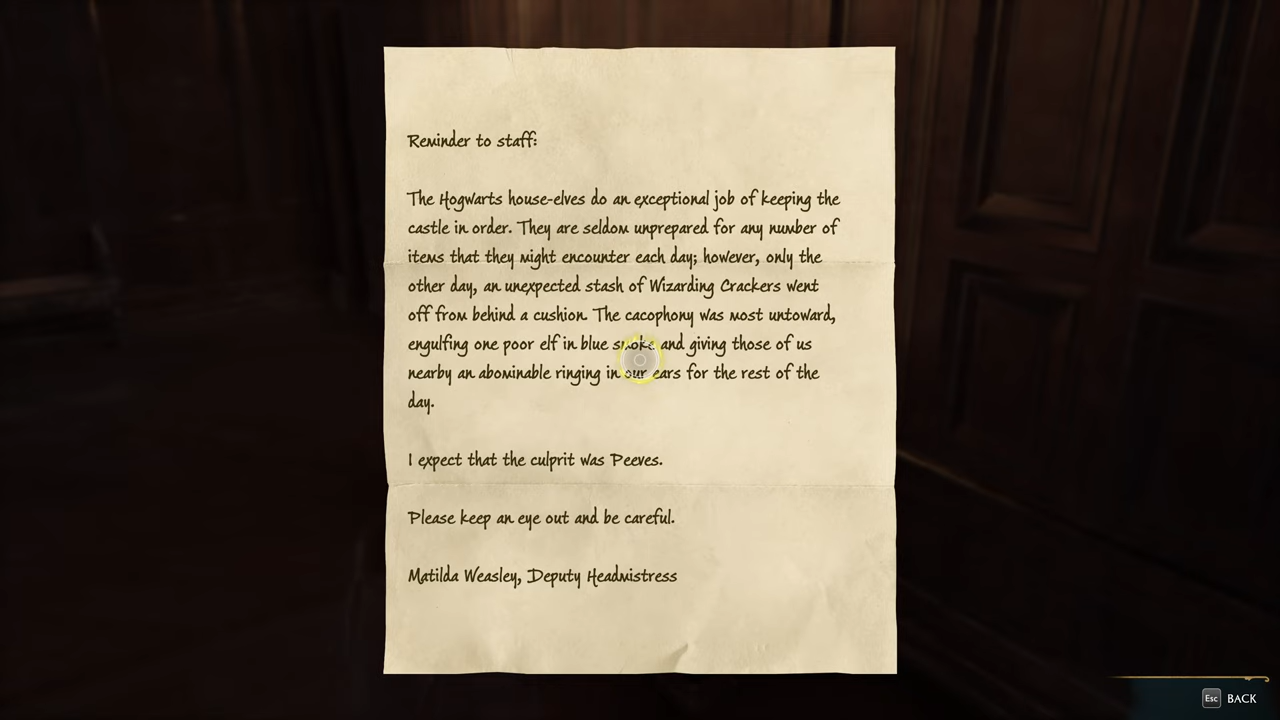 Reminder to staff:
The Hogwarts house-elves do an exceptional job of keeping the
castle in order. They are seldom unprepared for any number of
items that they might encounter each day; however, only the
other day, an unexpected stash of Wizarding Crackers went
off from behind a cushion. The cacophony was most untoward,
engulfing one poor elf in blue smoke and giving those of us
nearby an abominable ringing in our ears for the rest of the
day.
I expect that the culprit was Peeves.
Please keep an eye out and be careful.
Matilda Weasley, Deputy Headmistress
Esc BACK